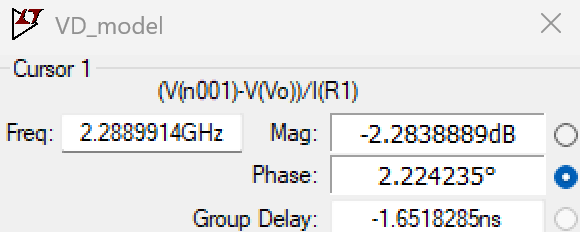 VD_model
Cursor 1
(V(n001)-V(Vo))/I(R1)
Freq: 2.2889914GHz Mag: -2.2838889dB
Phase: 2.224235°
Group Delay: -1.6518285ns